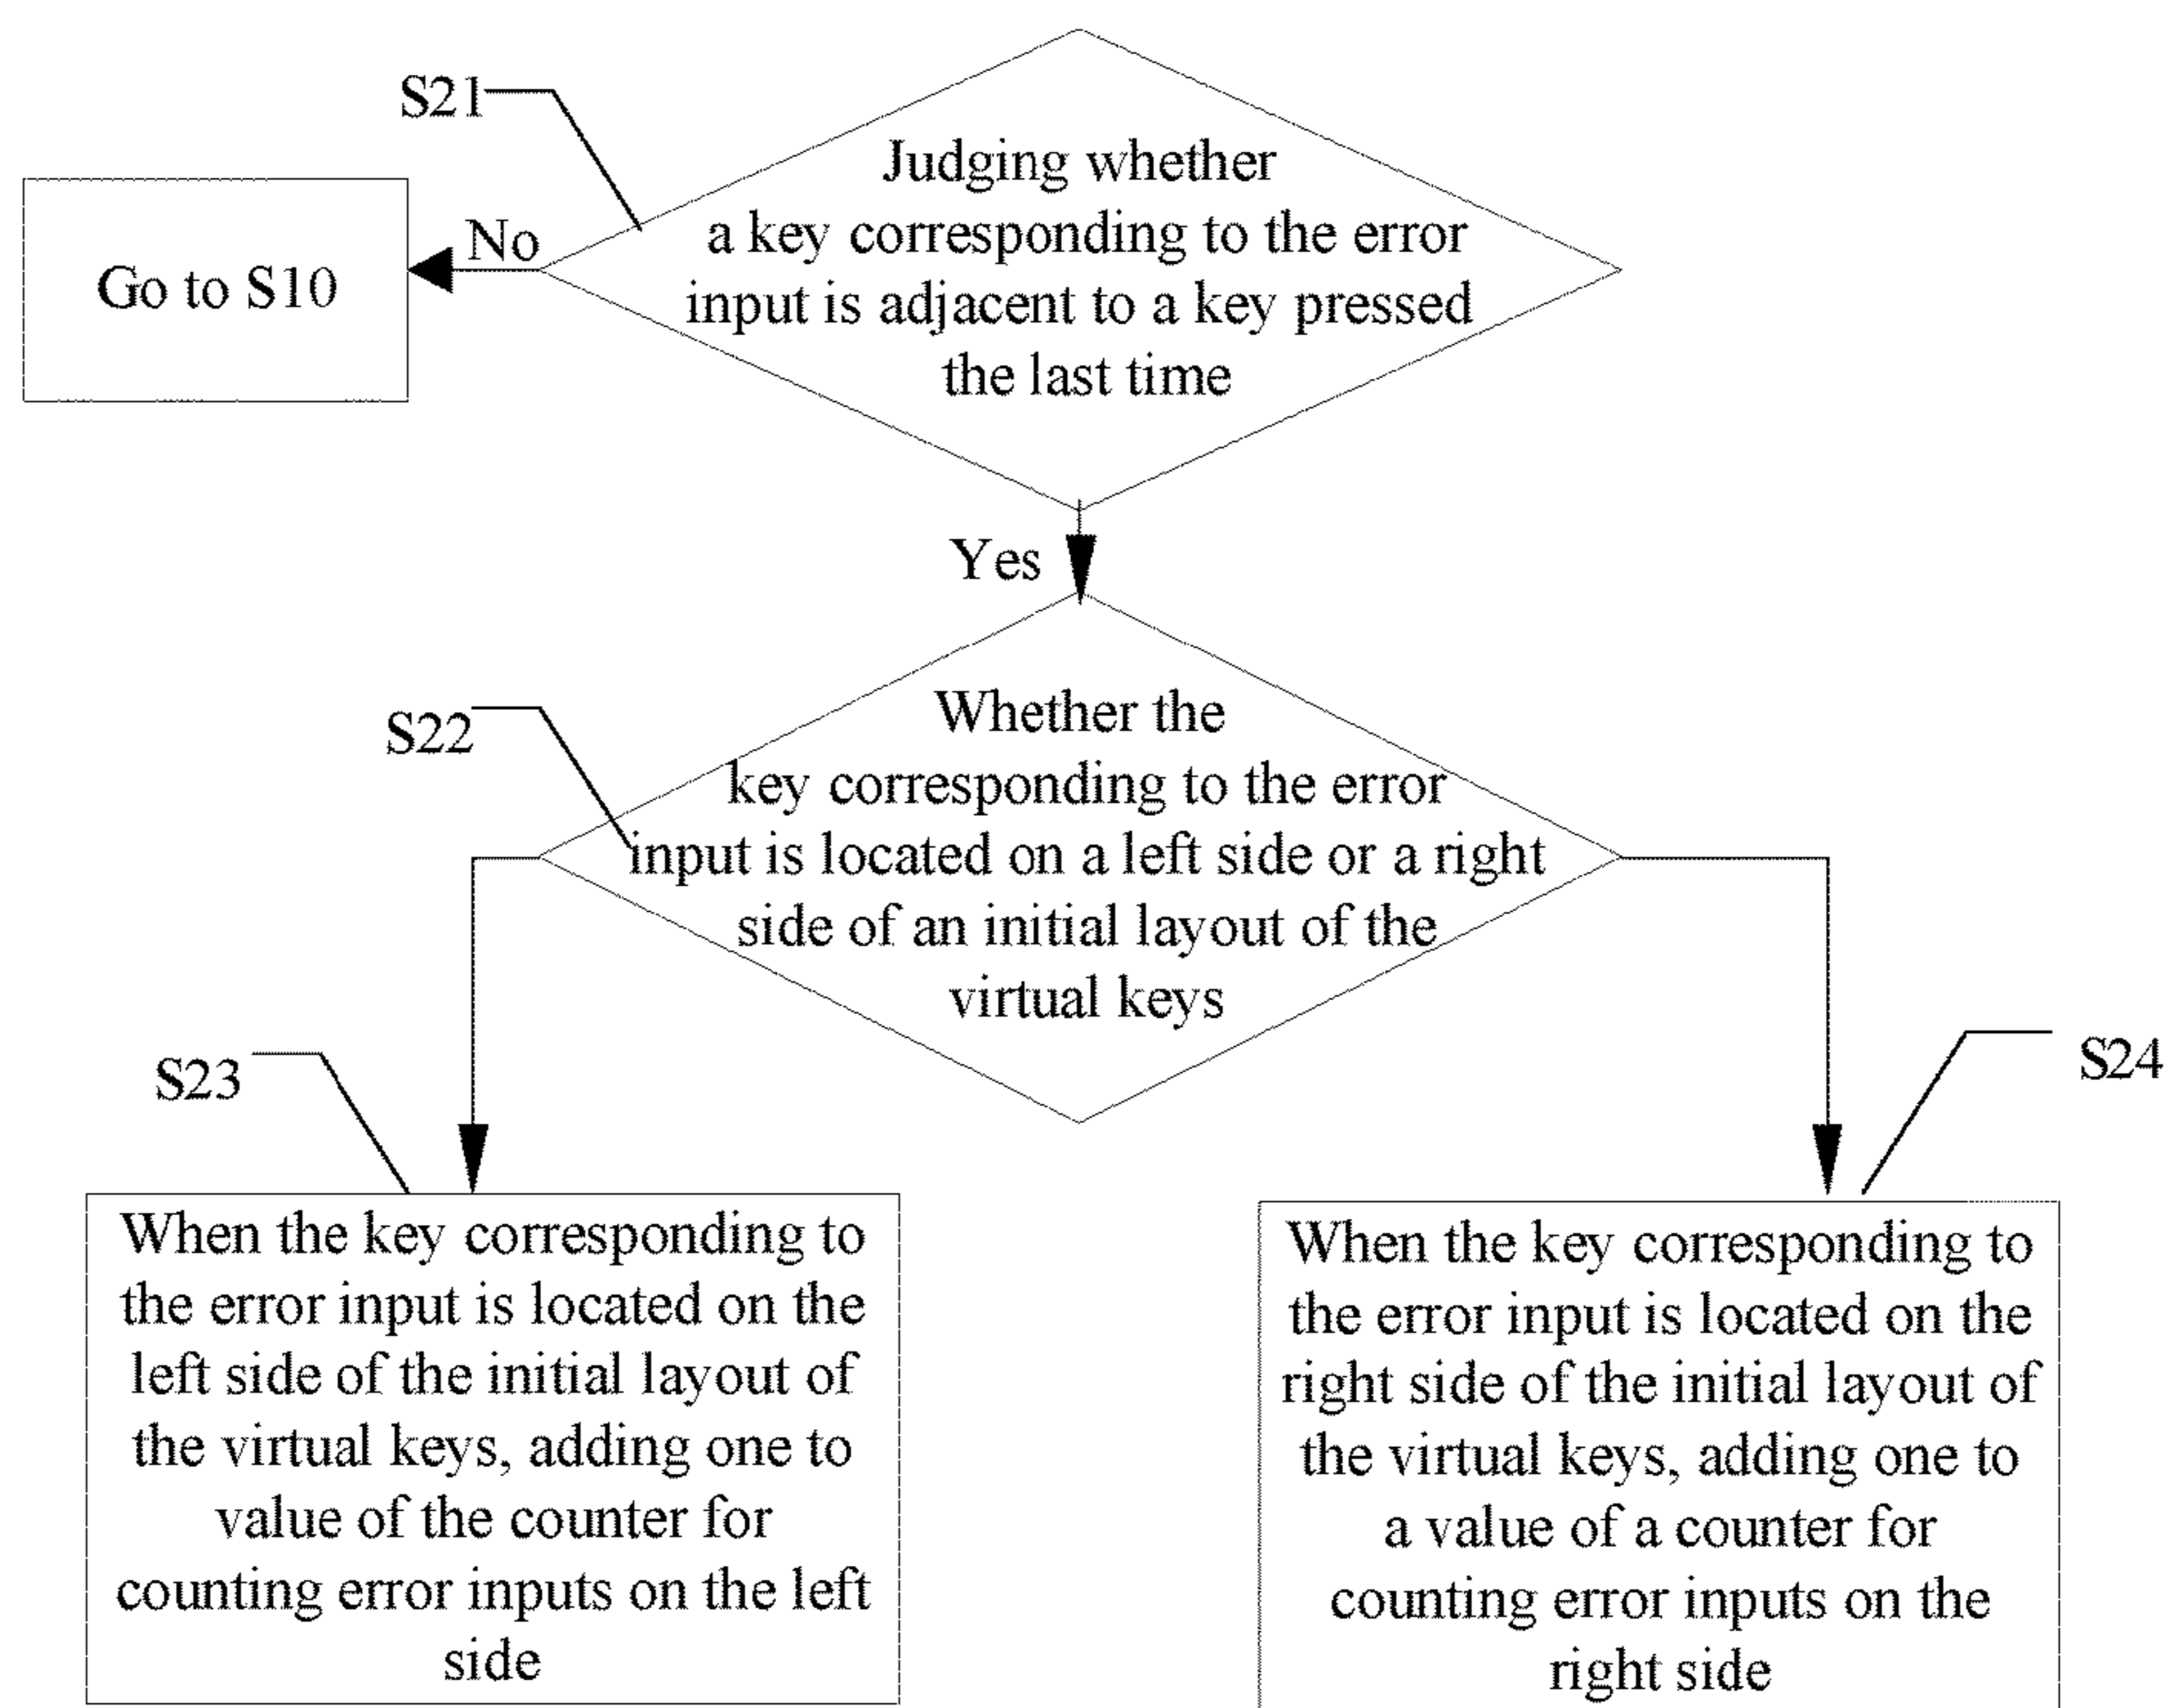 S21
Judging whether
a key corresponding to the error
input is adjacent to a key pressed
the last time
No
Go to S10
Yes
S22
Whether the
key corresponding to the error
input is located on a left side or a right
side of an initial layout of the
virtual keys
S23
S24
When the key corresponding to
the error input is located on the
left side of the initial layout of
the virtual keys, adding one to
value of the counter for
counting error inputs on the left
side
When the key corresponding to
the error input is located on the
right side of the initial layout of
the virtual keys, adding one to
a value of a counter for
counting error inputs on the
right side